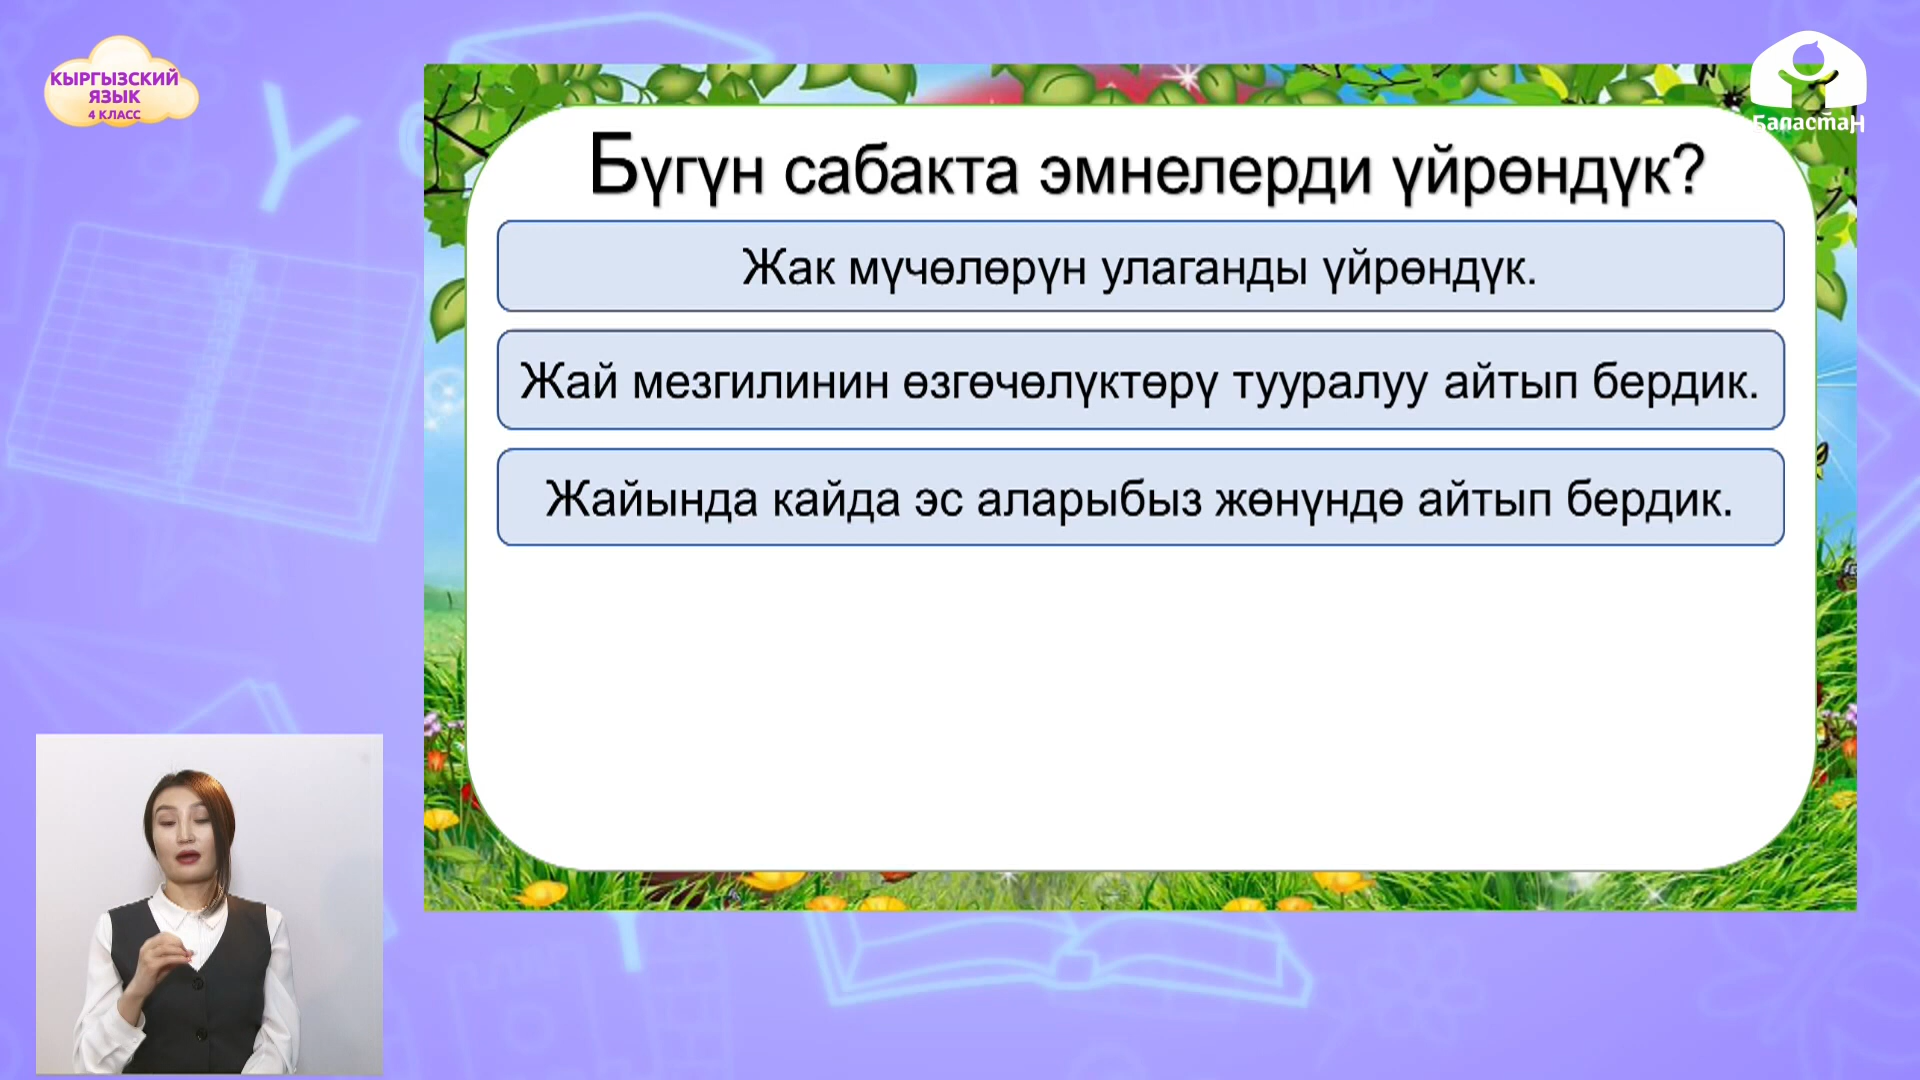 КЫРГЫЗСКИЙ
ЯЗЫК
4 КЛАСС
Баластан
Бүгүн сабакта эмнелерди үйрөндүк?
Жак мүчөлөрүн улаганды үйрөндүк.
Жай мезгилинин өзгөчөлүктөрү тууралуу айтып бердик.
Жайында кайда эс аларыбыз жөнүндө айтып бердик.